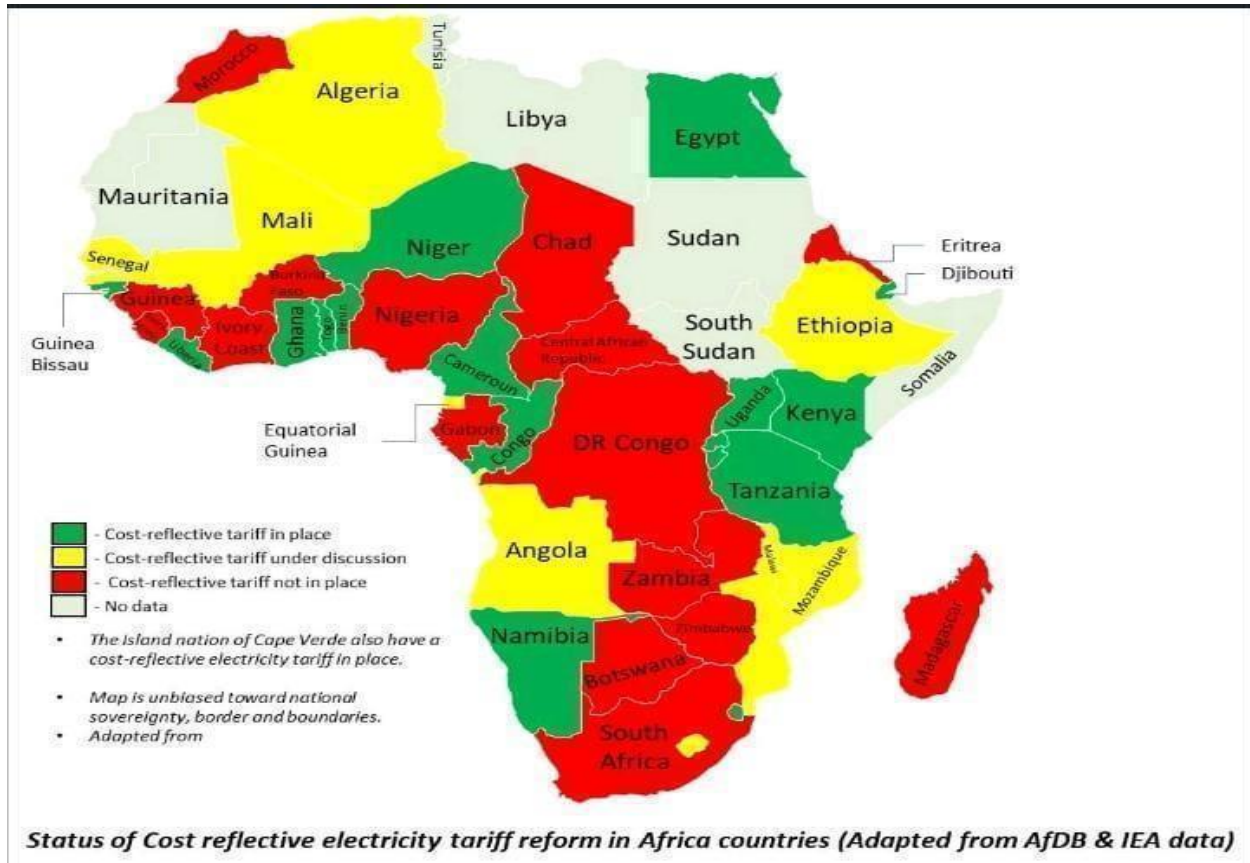 Tunisia
Morocco
Algeria
Libya
Egypt
Mauritania
Mali
Niger
Chad
Sudan
Eritrea
Djibouti
Senegal
Burkina
Faso
Guinea
Nigeria
Ethiopia
Guinea
Bissau
Ivory
Coast
Ghana
Togo
Benin
Liberia
South
Sudan
Central African
Republic
Somalia
Cameroun
Uganda
Kenya
Equatorial
Guinea
Gabon
Congo
DR Congo
Tanzania
- Cost-reflective tariff in place
- Cost-reflective tariff under discussion
- Cost-reflective tariff not in place
- No data
Angola
Zambia
Malawi
Mozambique
Zimbabwe
Namibia
Botswana
Madagascar
South
Africa
• The Island nation of Cape Verde also have a
cost-reflective electricity tariff in place.
• Map is unbiased toward national
sovereignty, border and boundaries.
• Adapted from
Status of Cost reflective electricity tariff reform in Africa countries (Adapted from AfDB & IEA data)